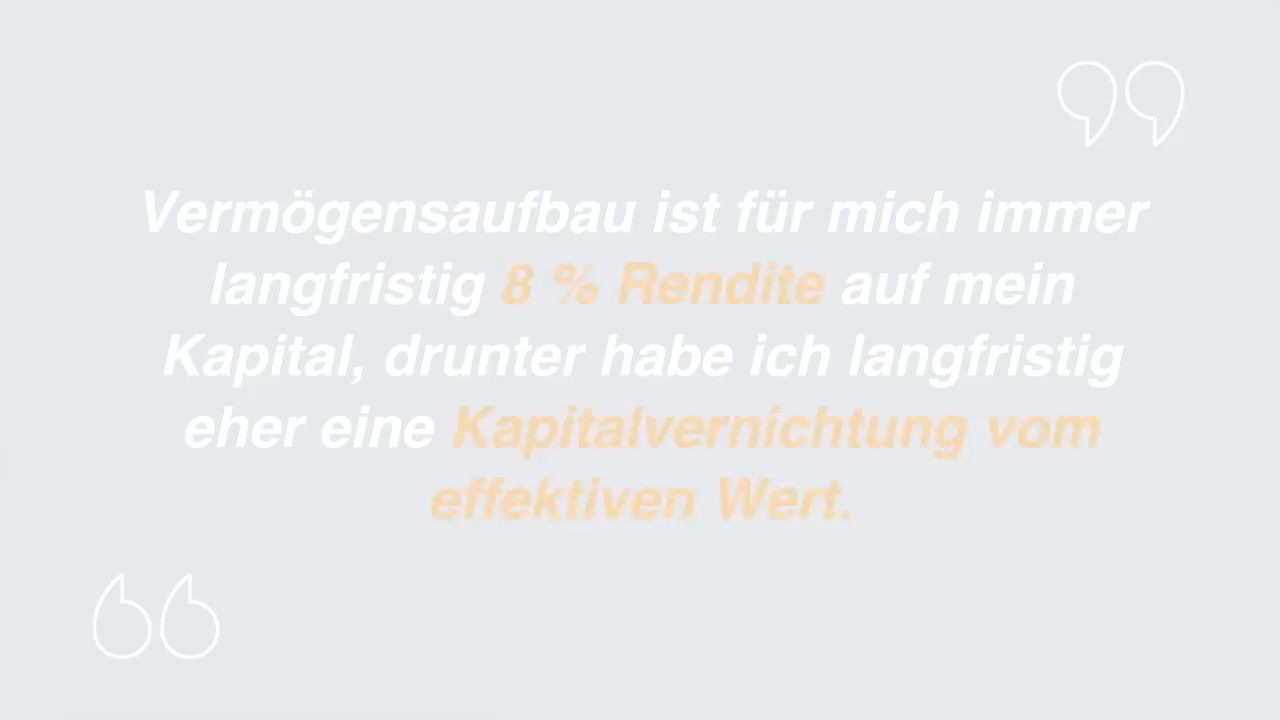 Vermögensaufbau ist für mich immer
langfristig 8 % Rendite auf mein
Kapital, drunter habe ich langfristig
eher eine Kapitalvernichtung vom
effektiven Wert.